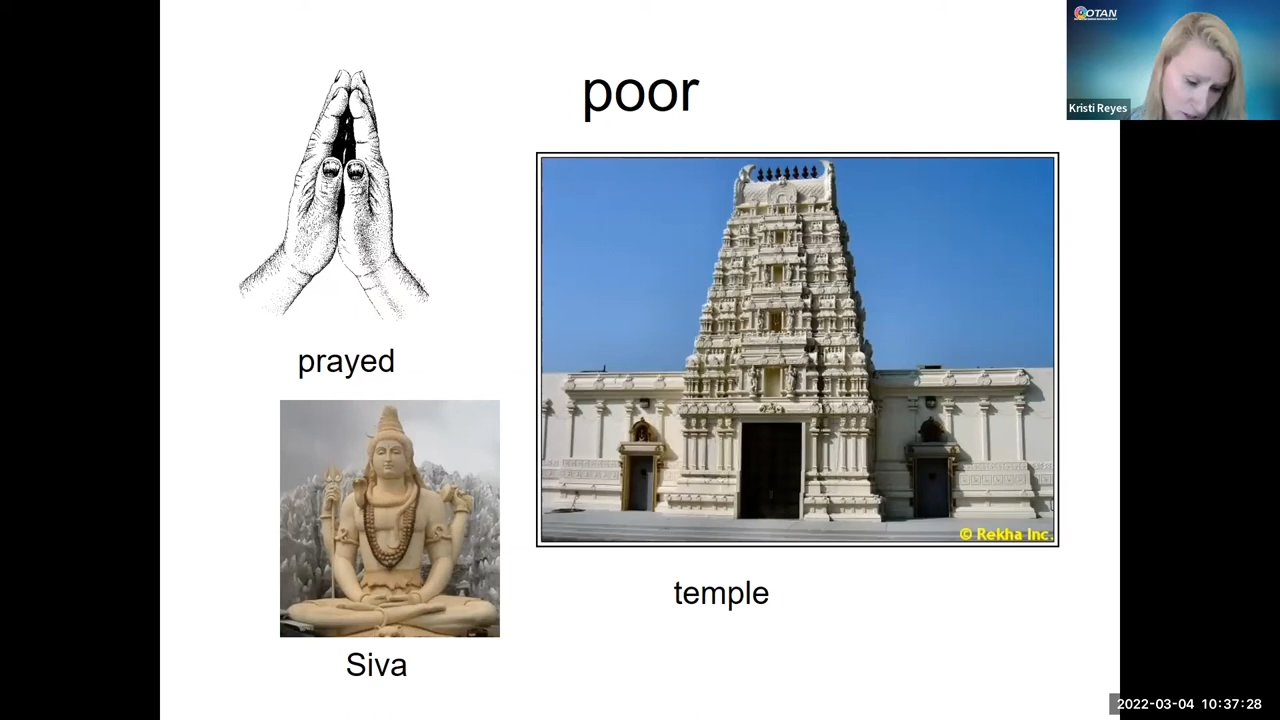 poor
OTAN
Kristi Reyes
prayed
© Rekha Inc.
temple
Siva
2022-03-04 10:37:28